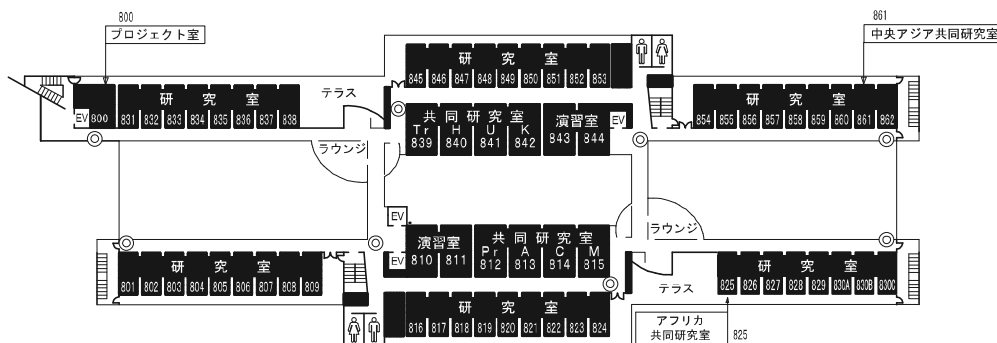 800
プロジェクト室
861
中央アジア共同研究室
研究室
845 846 847 848 849 850 851 852 853
EV 800
研究室
831 832 833 834 835 836 837 838
テラス
共同研究室
Tr H U K
839 840 841 842
演習室
843 844
EV
研究室
854 855 856 857 858 859 860 861 862
ラウンジ
EV
EV
演習室
810 811
共同研究室
Pr A C M
812 813 814 815
ラウンジ
研究室
801 802 803 804 805 806 807 808 809
テラス
研究室
825 826 827 828 829 830A 830B 830C
研究室
816 817 818 819 820 821 822 823 824
アフリカ
共同研究室
825